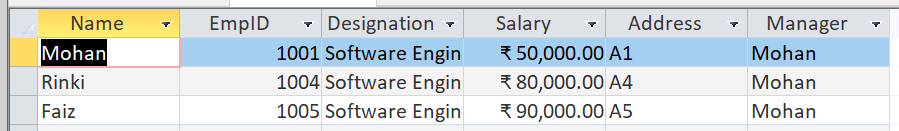 Name EmpID Designation Salary Address Manager
Mohan 1001 Software Engin ₹ 50,000.00 A1 Mohan
Rinki 1004 Software Engin ₹ 80,000.00 A4 Mohan
Faiz 1005 Software Engin ₹ 90,000.00 A5 Mohan